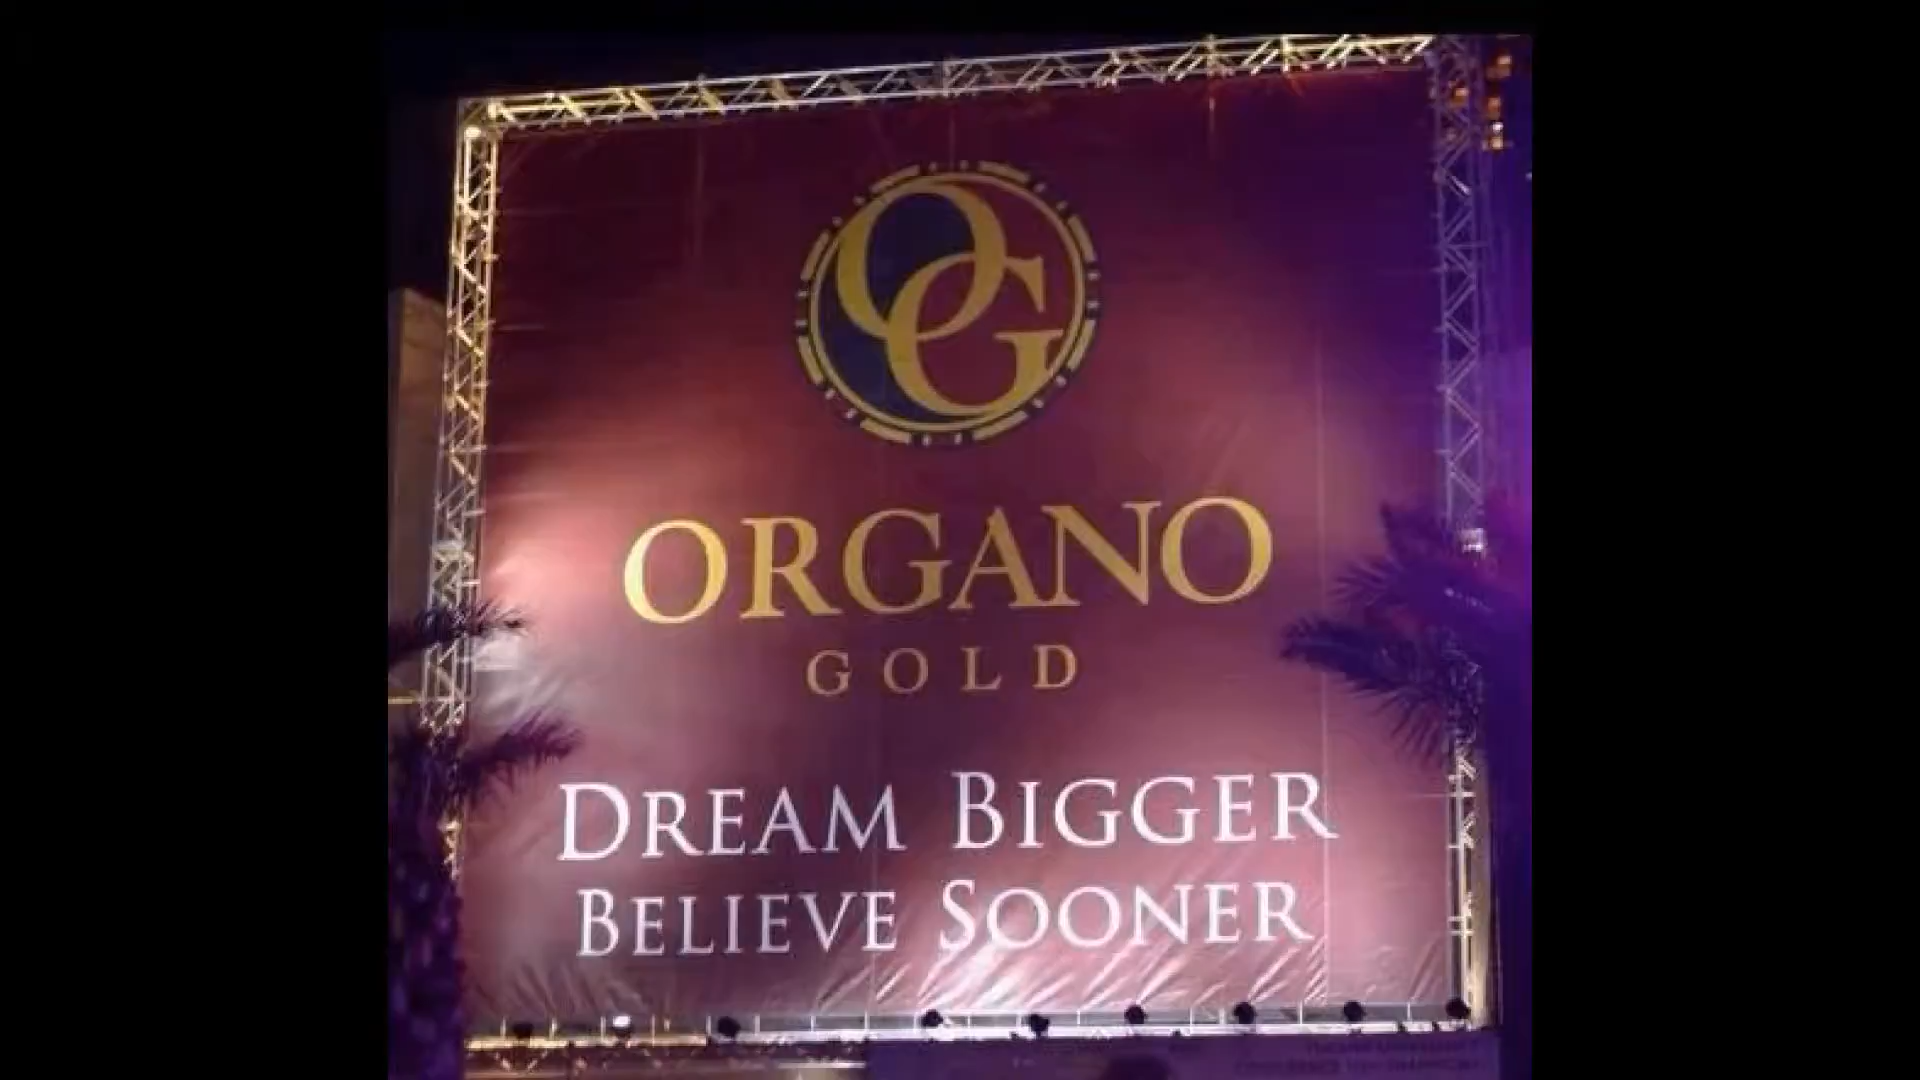 OG
ORGANO
GOLD
DREAM BIGGER
BELIEVE SOONER